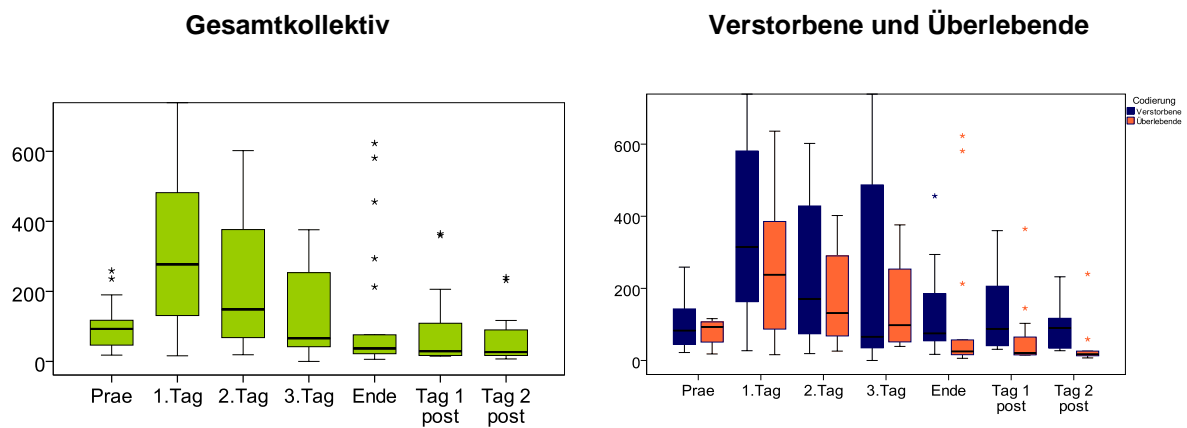 Gesamtkollektiv
600
400
200
0
Prae 1.Tag 2.Tag 3.Tag Ende Tag 1 Tag 2
post post
Verstorbene und Überlebende
Codierung
Verstorbene
Überlebende
600
400
200
0
Prae 1.Tag 2.Tag 3.Tag Ende Tag 1 Tag 2
post post